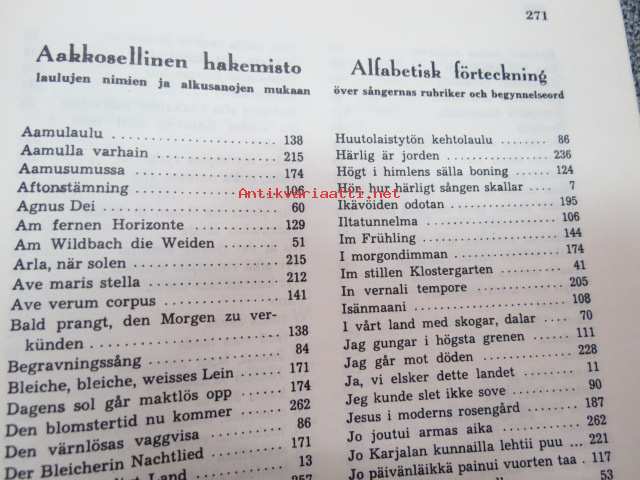 271
Aakkosellinen hakemisto
laulujen nimien ja alkusanojen mukaan
Aamulaulu 138
Aamulla varhain 215
Aamusumussa 174
Aftonstämning 106
Agnus Dei 60
Am fernen Horizonte 129
Am Wildbach die Weiden 51
Arla, när solen 215
Ave maris stella 212
Ave verum corpus 141
Bald prangt, den Morgen zu ver-
künden 138
Begravningssång 84
Bleiche, bleiche, weisses Lein 171
Dagens sol går maktlös opp 174
Den blomstertid nu kommer 262
Den värnlösas vaggvisa 86
Der Bleicherin Nachtlied 171
Land 13
257
Alfabetisk förteckning
över sångernas rubriker och begynnelseord
Huutolaistytön kehtolaulu 86
Härlig är jorden 236
Högt i himlens sälla boning 124
Hör, hur härligt sången skallar 7
Ikävöiden odotan 195
Iltatunnelma 106
Im Frühling 144
I morgondimman 174
Im stillen Klostergarten 41
In vernali tempore 205
Isänmaani 108
I vårt land med skogar, dalar 70
Jag gungar i högsta grenen 111
Jag går mot döden 228
Ja, vi elsker dette landet 11
Jeg kunde slet ikke sove 90
Jesus i moderns rosengård 187
Jo joutui armas aika 262
Jo Karjalan kunnailla lehtii puu 221
Jo päivänläikkä painui vuorten taa 117
53
Antikvariaatti.net